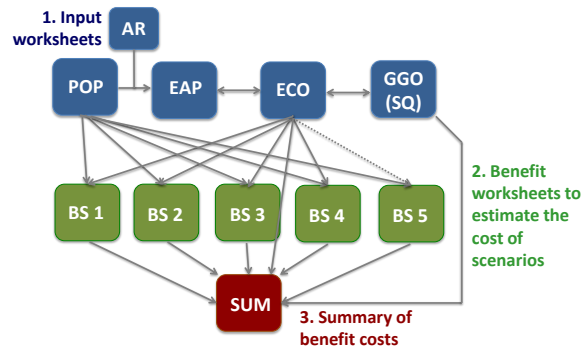 1. Input
worksheets
AR
POP
EAP
ECO
GGO
(SQ)
2. Benefit
worksheets to
estimate the
cost of
scenarios
BS 1
BS 2
BS 3
BS 4
BS 5
SUM
3. Summary of
benefit costs